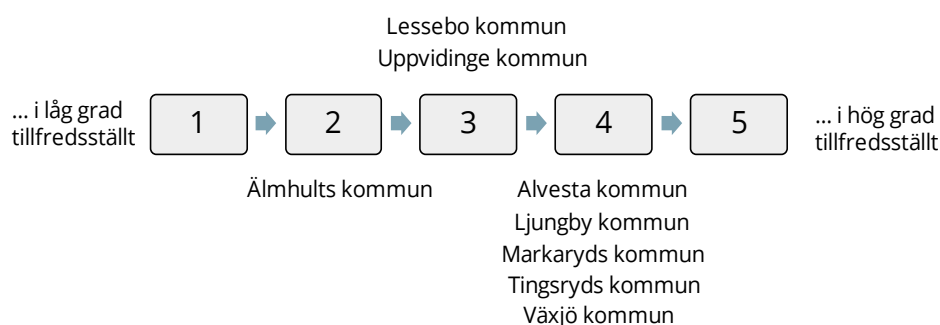 Lessebo kommun
Uppvidinge kommun
... i låg grad
tillfredsställt
1
2
3
4
5
... i hög grad
tillfredsställt
Älmhults kommun
Alvesta kommun
Ljungby kommun
Markaryds kommun
Tingsryds kommun
Växjö kommun